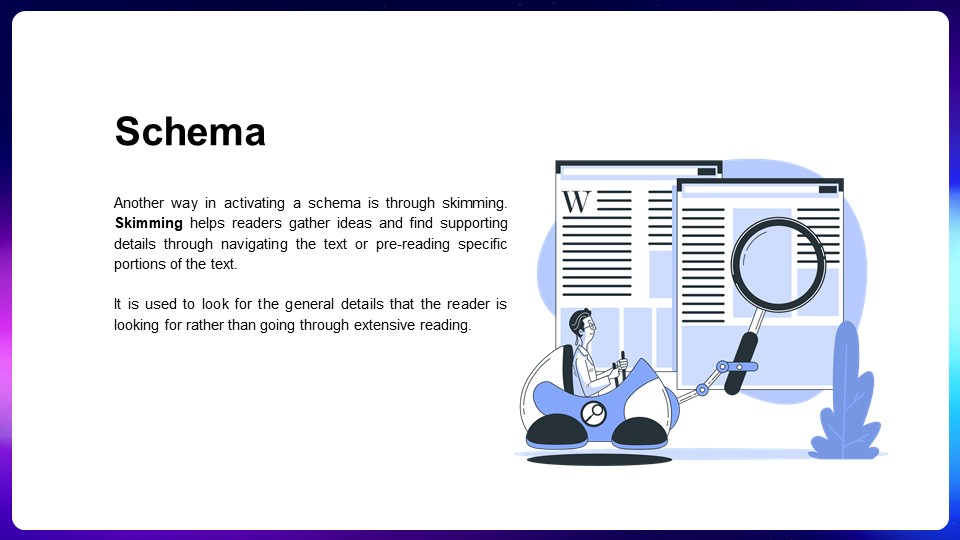 Schema
Another way in activating a schema is through skimming.
Skimming helps readers gather ideas and find supporting
details through navigating the text or pre-reading specific
portions of the text.
It is used to look for the general details that the reader is
looking for rather than going through extensive reading.
W